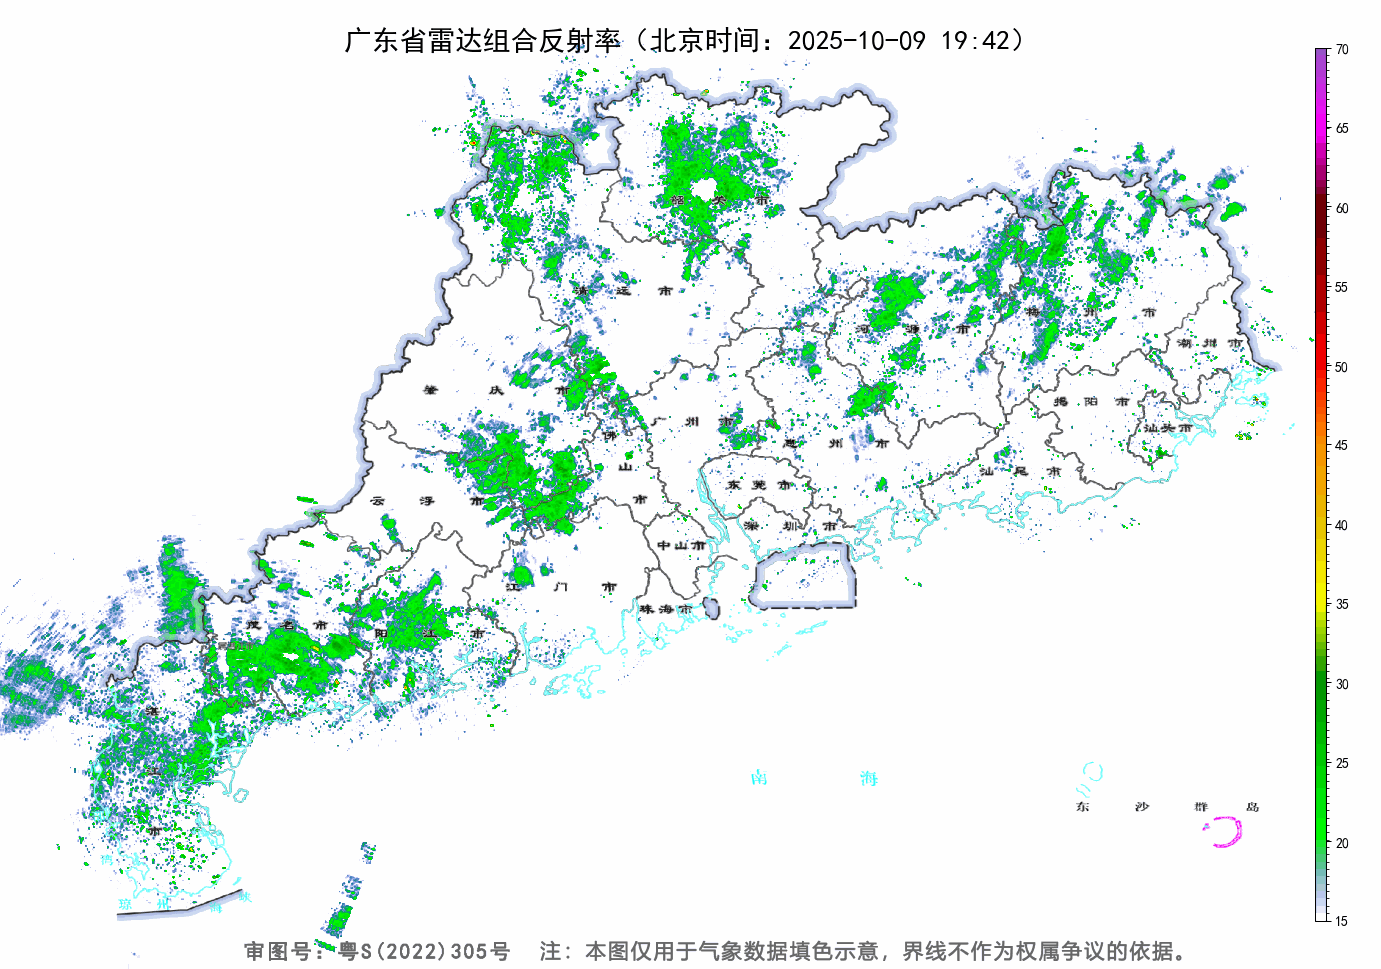 广东省雷达组合反射率（北京时间：2025-10-09 19:42）
70
65
60
55
50
45
40
35
30
25
20
15
韶关市
清远市
河源市
梅州市
潮州市
肇庆市
广州市
惠州市
揭阳市
汕头市
佛山市
云浮市
东莞市
汕尾市
深圳市
中山市
江门市
珠海市
茂名市
阳江市
湛江市
南海
东沙群岛
琼州海峡
审图号：粤S(2022)305号 注：本图仅用于气象数据填色示意，界线不作为权属争议的依据。